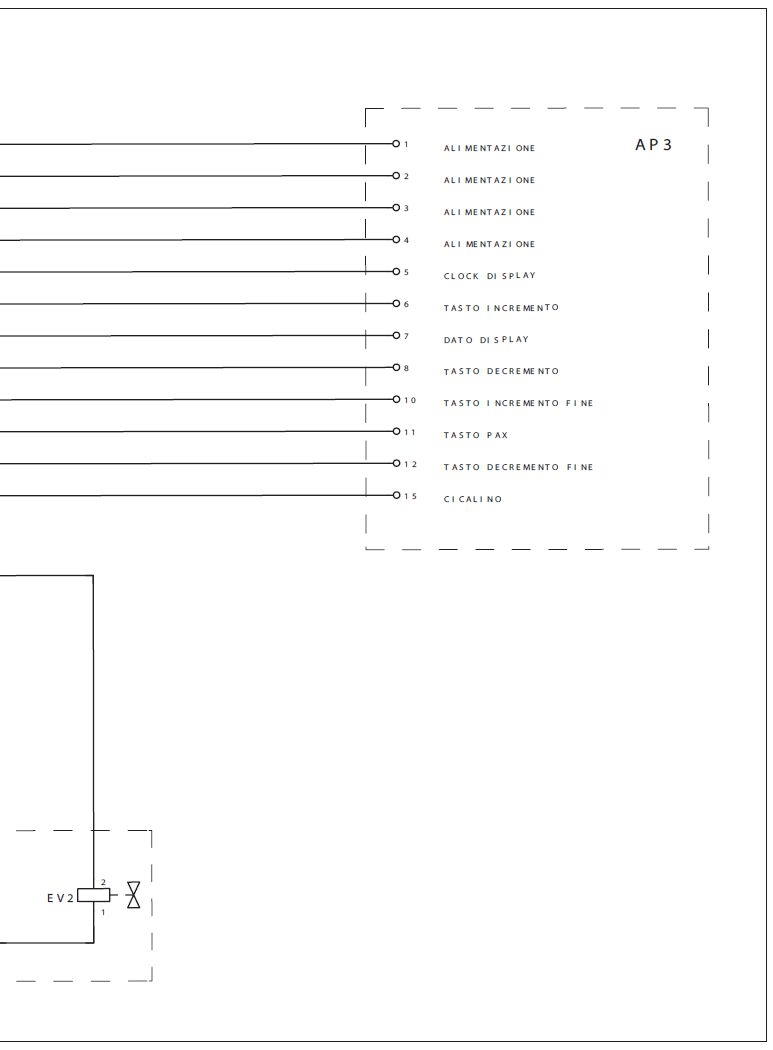 1 ALIMENTAZIONE AP3
2 ALIMENTAZIONE
3 ALIMENTAZIONE
4 ALIMENTAZIONE
5 CLOCK DISPLAY
6 TASTO INCREMENTO
7 DATO DISPLAY
8 TASTO DECREMENTO
10 TASTO INCREMENTO FINE
11 TASTO PAX
12 TASTO DECREMENTO FINE
15 CICALINO
2
EV2
1